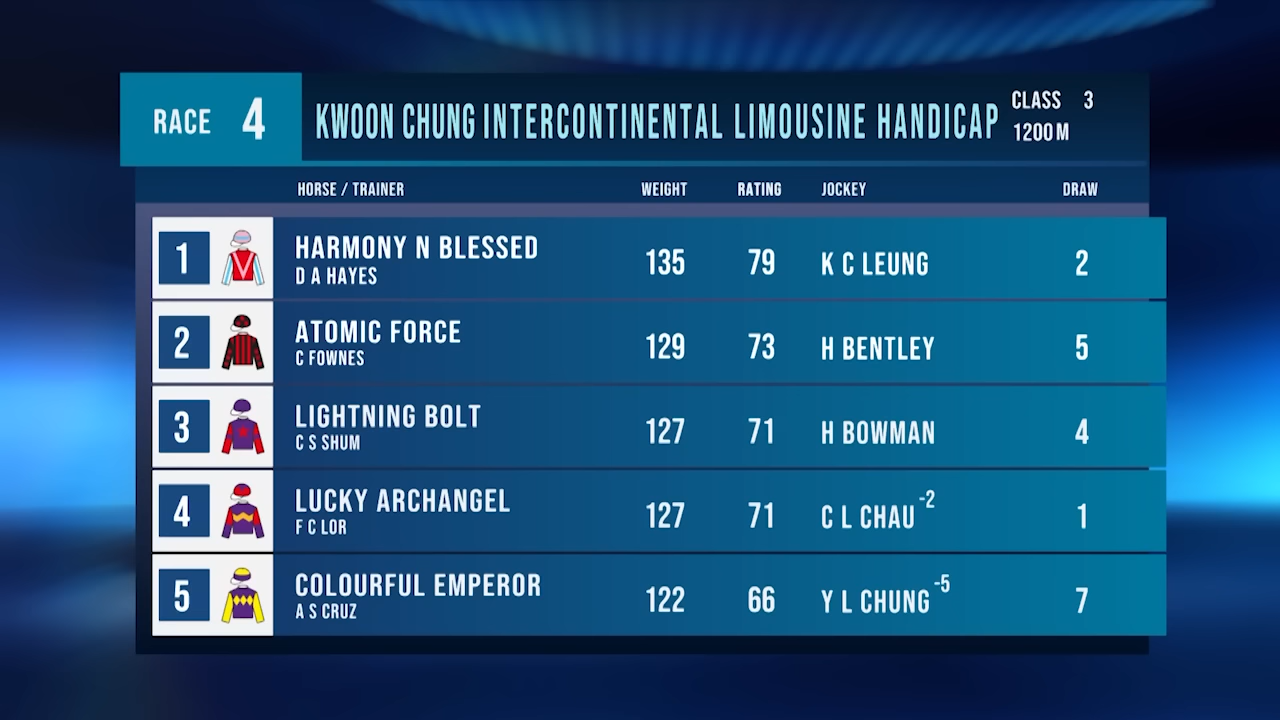 RACE 4 KWOON CHUNG INTERCONTINENTAL LIMOUSINE HANDICAP CLASS 3
1200 M
HORSE / TRAINER WEIGHT RATING JOCKEY DRAW
1 HARMONY N BLESSED 135 79 K C LEUNG 2
D A HAYES
2 ATOMIC FORCE 129 73 H BENTLEY 5
C FOWNES
3 LIGHTNING BOLT 127 71 H BOWMAN 4
C S SHUM
4 LUCKY ARCHANGEL 127 71 C L CHAU -2 1
F C LOR
5 COLOURFUL EMPEROR 122 66 Y L CHUNG -5 7
A S CRUZ